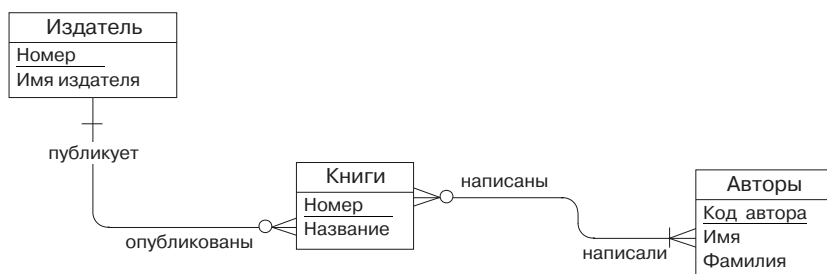 Издатель
Номер
Имя издателя
публикует
опубликованы
Книги
Номер
Название
написаны
написали
Авторы
Код автора
Имя
Фамилия